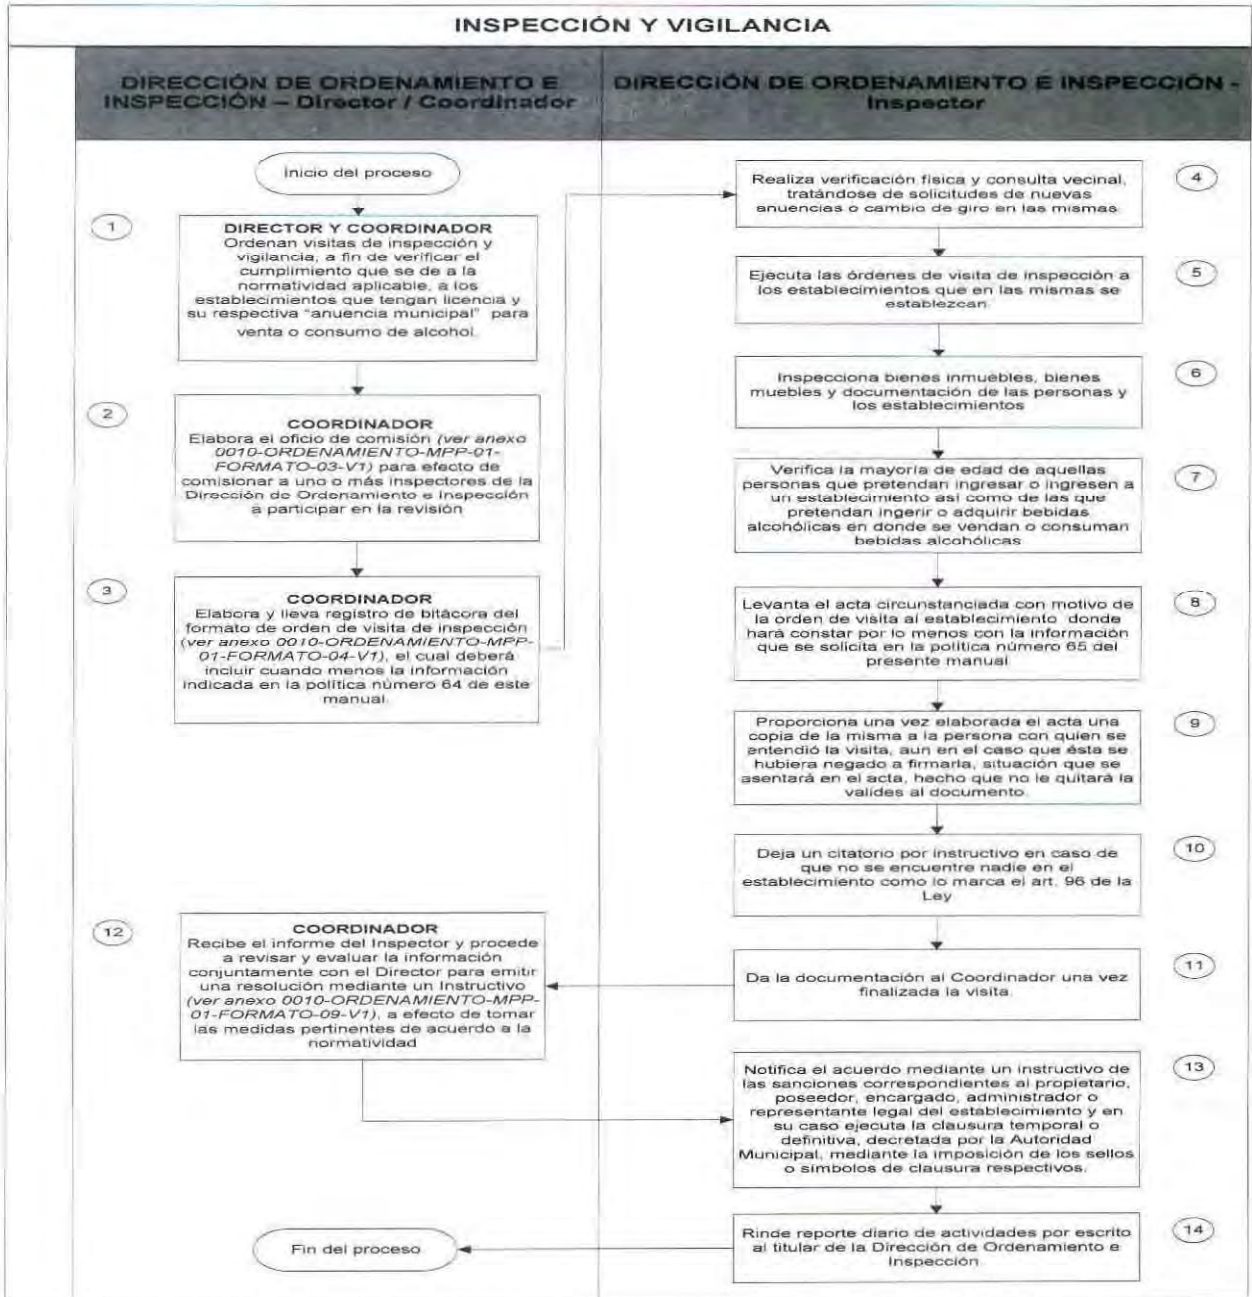 INSPECCIÓN Y VIGILANCIA
DIRECCIÓN DE ORDENAMIENTO E
INSPECCIÓN – Director / Coordinador
DIRECCIÓN DE ORDENAMIENTO E INSPECCIÓN -
Inspector
Inicio del proceso
1
DIRECTOR Y COORDINADOR
Ordenan visitas de inspección y
vigilancia, a fin de verificar el
cumplimiento que se de a la
normatividad aplicable, a los
establecimientos que tengan licencia y
su respectiva "anuencia municipal" para
venta o consumo de alcohol.
2
COORDINADOR
Elabora el oficio de comisión (ver anexo
0010-ORDENAMIENTO-MPP-01-
FORMATO-03-V1) para efecto de
comisionar a uno o más inspectores de la
Dirección de Ordenamiento e Inspección
a participar en la revisión
3
COORDINADOR
Elabora y lleva registro de bitácora del
formato de orden de visita de inspección
(ver anexo 0010-ORDENAMIENTO-MPP-
01-FORMATO-04-V1), el cual deberá
incluir cuando menos la información
indicada en la política número 64 de este
manual.
4
Realiza verificación física y consulta vecinal,
tratándose de solicitudes de nuevas
anuencias o cambio de giro en las mismas
5
Ejecuta las órdenes de visita de inspección a
los establecimientos que en las mismas se
establezcan
6
Inspecciona bienes inmuebles, bienes
muebles y documentación de las personas y
los establecimientos
7
Verifica la mayoría de edad de aquellas
personas que pretendan ingresar o ingresen a
un establecimiento así como de las que
pretendan ingerir o adquirir bebidas
alcohólicas en donde se vendan o consuman
bebidas alcohólicas
8
Levanta el acta circunstanciada con motivo de
la orden de visita al establecimiento donde
hará constar por lo menos con la información
que se solicita en la política número 65 del
presente manual
9
Proporciona una vez elaborada el acta una
copia de la misma a la persona con quien se
entendió la visita, aun en el caso que ésta se
hubiera negado a firmarla, situación que se
asentará en el acta, hecho que no le quitará la
valides al documento.
10
Deja un citatorio por instructivo en caso de
que no se encuentre nadie en el
establecimiento como lo marca el art. 96 de la
Ley
11
Da la documentación al Coordinador una vez
finalizada la visita.
12
COORDINADOR
Recibe el informe del Inspector y procede
a revisar y evaluar la información
conjuntamente con el Director para emitir
una resolución mediante un Instructivo
(ver anexo 0010-ORDENAMIENTO-MPP-
01-FORMATO-09-V1), a efecto de tomar
las medidas pertinentes de acuerdo a la
normatividad
13
Notifica el acuerdo mediante un instructivo de
las sanciones correspondientes al propietario,
poseedor, encargado, administrador o
representante legal del establecimiento y en
su caso ejecuta la clausura temporal o
definitiva, decretada por la Autoridad
Municipal, mediante la imposición de los sellos
o símbolos de clausura respectivos.
14
Rinde reporte diario de actividades por escrito
al titular de la Dirección de Ordenamiento e
Inspección
Fin del proceso